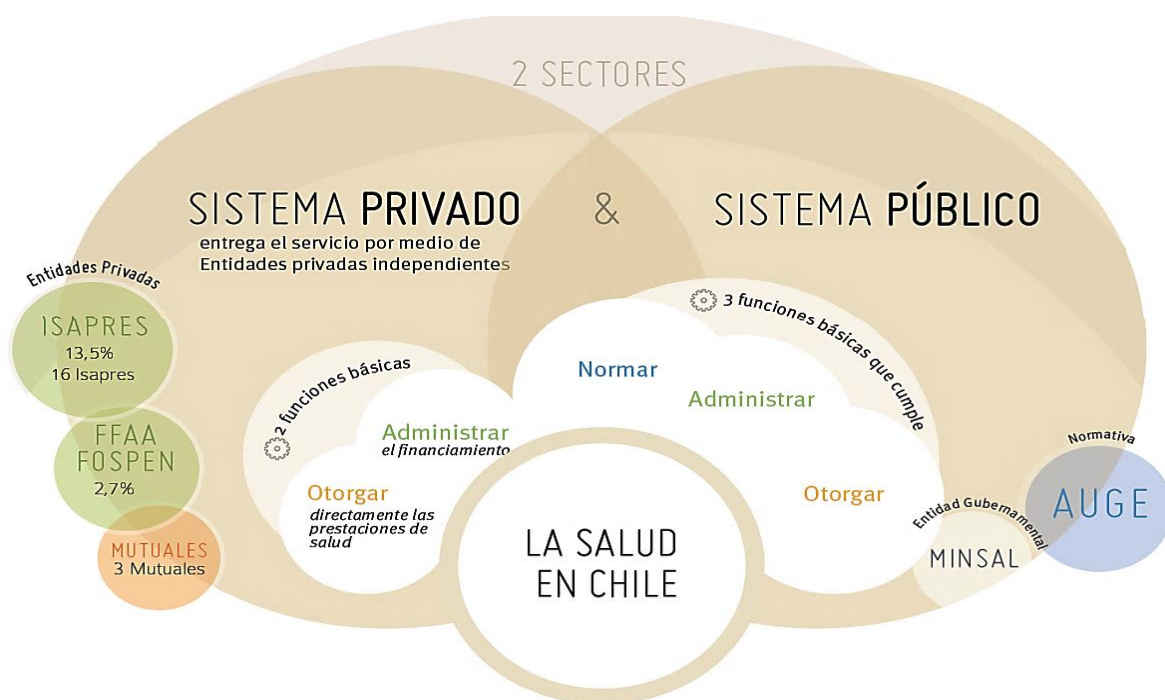 2 SECTORES
SISTEMA PRIVADO
&
SISTEMA PÚBLICO
entrega el servicio por medio de
Entidades privadas independientes
Entidades Privadas
ISAPRES
13,5%
16 Isapres
FFAA
FOSPEN
2,7%
MUTUALES
3 Mutuales
2 funciones básicas
Administrar
el financiamiento
Otorgar
directamente las
prestaciones de
salud
3 funciones básicas que cumple
Normar
Administrar
Otorgar
LA SALUD
EN CHILE
Entidad Gubernamental
MINSAL
Normativa
AUGE